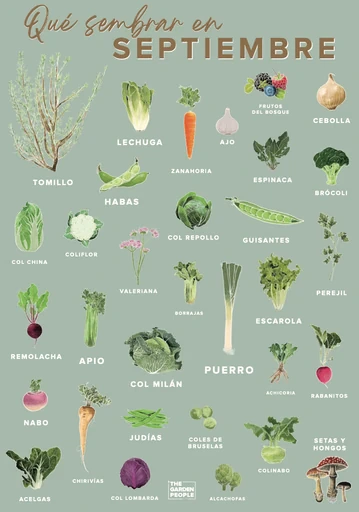 Qué sembrar en
SEPTIEMBRE
FRUTOS
DEL BOSQUE
CEBOLLA
LECHUGA
AJO
ZANAHORIA
ESPINACA
TOMILLO
BRÓCOLI
HABAS
COL REPOLLO
GUISANTES
COL CHINA
COLIFLOR
VALERIANA
PEREJIL
BORRAJAS
ESCAROLA
REMOLACHA
APIO
COL MILÁN
PUERRO
ACHICORIA
RABANITOS
NABO
JUDÍAS
COLES DE
BRUSELAS
SETAS Y
HONGOS
COLINABO
CHIRIVÍAS
ACELGAS
COL LOMBARDA
THE
GARDEN
PEOPLE
ALCACHOFAS